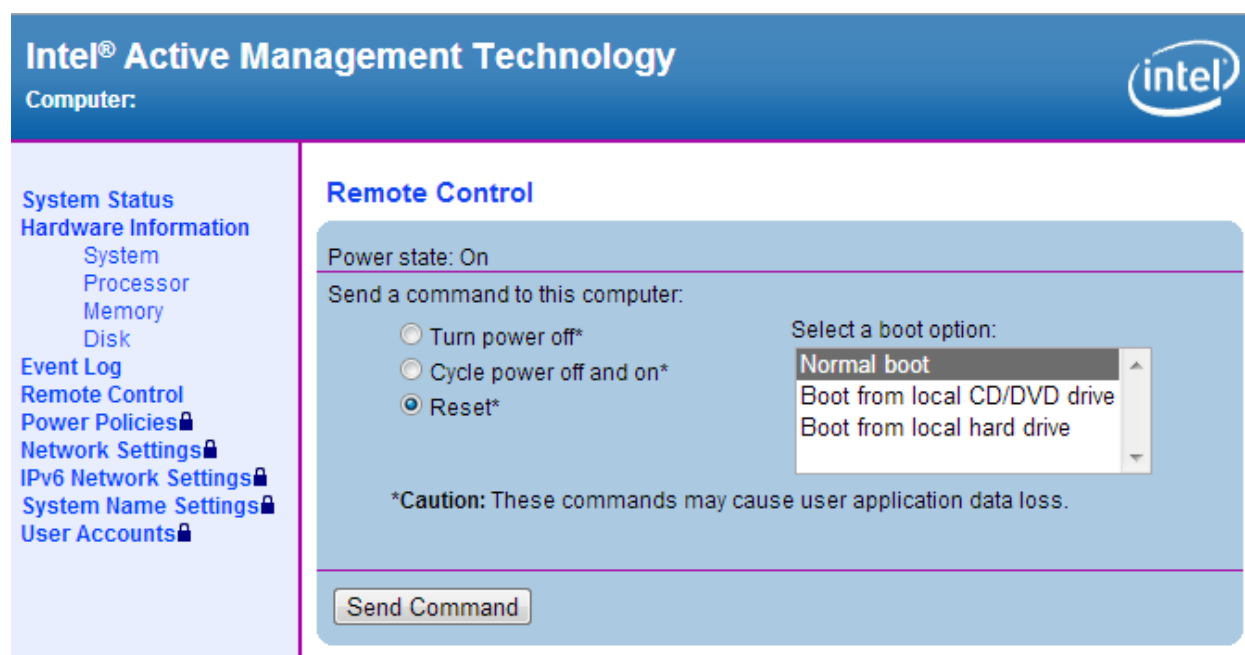 Intel® Active Management Technology
Computer:
intel
System Status
Hardware Information
System
Processor
Memory
Disk
Event Log
Remote Control
Power Policies
Network Settings
IPv6 Network Settings
System Name Settings
User Accounts
Remote Control
Power state: On
Send a command to this computer:
Turn power off*
Cycle power off and on*
Reset*
Select a boot option:
Normal boot
Boot from local CD/DVD drive
Boot from local hard drive
*Caution: These commands may cause user application data loss.
Send Command